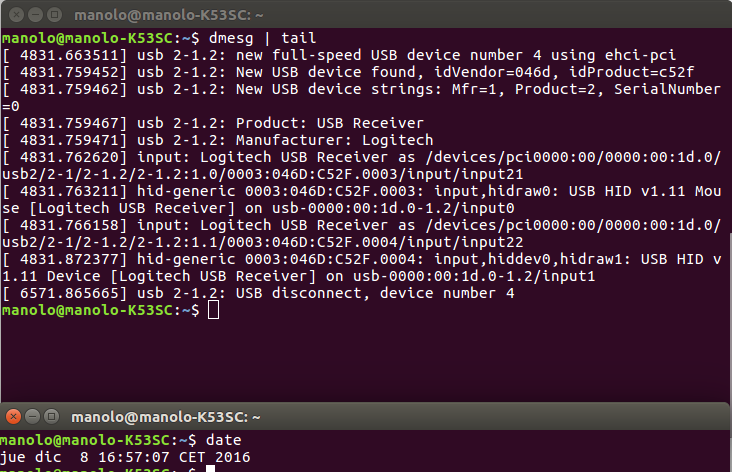 manolo@manolo-K53SC: ~
manolo@manolo-K53SC:~$ dmesg | tail
[ 4831.663511] usb 2-1.2: new full-speed USB device number 4 using ehci-pci
[ 4831.759452] usb 2-1.2: New USB device found, idVendor=046d, idProduct=c52f
[ 4831.759462] usb 2-1.2: New USB device strings: Mfr=1, Product=2, SerialNumber
=0
[ 4831.759467] usb 2-1.2: Product: USB Receiver
[ 4831.759471] usb 2-1.2: Manufacturer: Logitech
[ 4831.762620] input: Logitech USB Receiver as /devices/pci0000:00/0000:00:1d.0/
usb2/2-1/2-1.2/2-1.2:1.0/0003:046D:C52F.0003/input/input21
[ 4831.763211] hid-generic 0003:046D:C52F.0003: input,hidraw0: USB HID v1.11 Mou
se [Logitech USB Receiver] on usb-0000:00:1d.0-1.2/input0
[ 4831.766158] input: Logitech USB Receiver as /devices/pci0000:00/0000:00:1d.0/
usb2/2-1/2-1.2/2-1.2:1.1/0003:046D:C52F.0004/input/input22
[ 4831.872377] hid-generic 0003:046D:C52F.0004: input,hiddev0,hidraw1: USB HID v
1.11 Device [Logitech USB Receiver] on usb-0000:00:1d.0-1.2/input1
[ 6571.865665] usb 2-1.2: USB disconnect, device number 4
manolo@manolo-K53SC:~$
manolo@manolo-K53SC: ~
manolo@manolo-K53SC:~$ date
jue dic  8 16:57:07 CET 2016
manolo@manolo-K53SC:~$